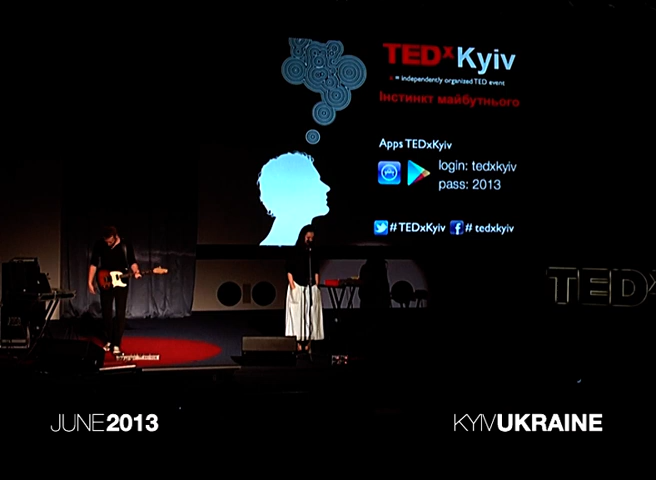 TEDxKyiv
x = independently organized TED event
Інстинкт майбутнього
Apps TEDxKyiv
login: tedxkyiv
pass: 2013
#TEDxKyiv # tedxkyiv
TEDx
JUNE2013
KYIVUKRAINE